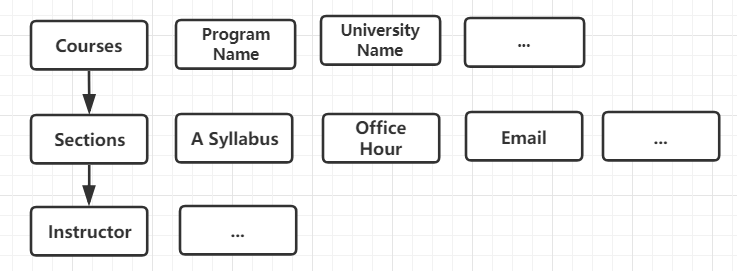 Courses
Program
Name
University
Name
...
Sections
A Syllabus
Office
Hour
Email
...
Instructor
...